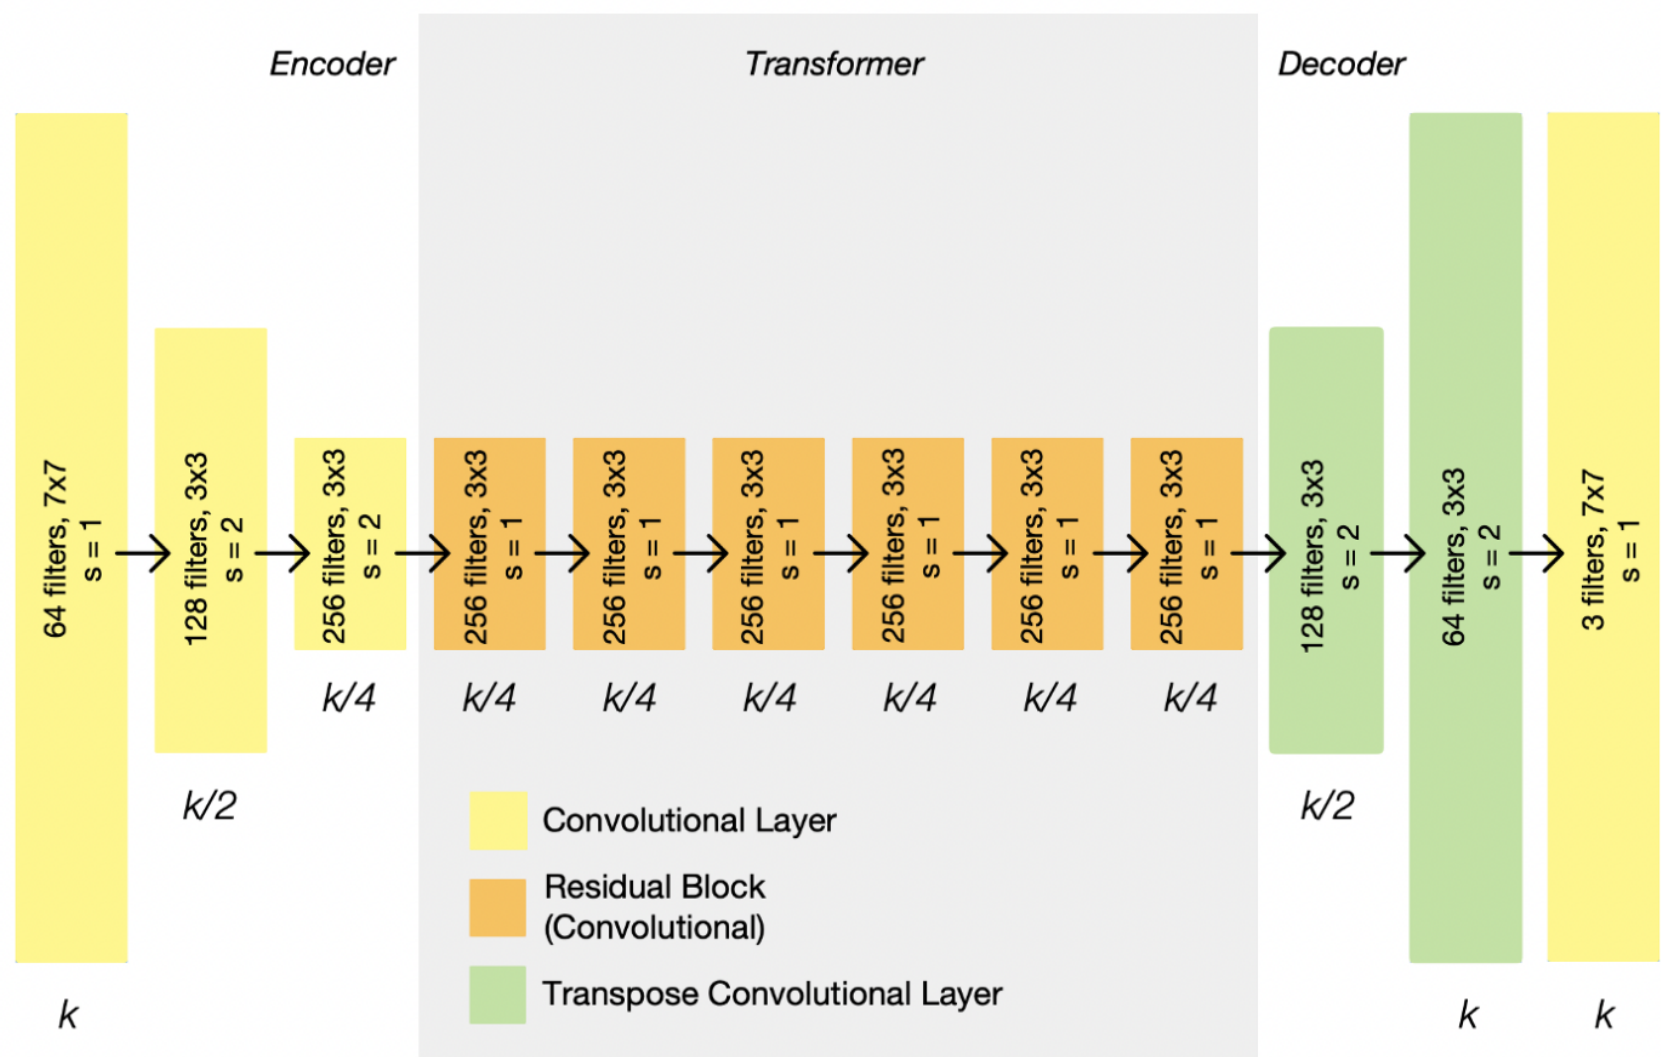 Encoder
Transformer
Decoder
64 filters, 7x7
s = 1
k
128 filters, 3x3
s = 2
k/2
256 filters, 3x3
s = 2
k/4
256 filters, 3x3
s = 1
k/4
256 filters, 3x3
s = 1
k/4
256 filters, 3x3
s = 1
k/4
256 filters, 3x3
s = 1
k/4
256 filters, 3x3
s = 1
k/4
256 filters, 3x3
s = 1
k/4
128 filters, 3x3
s = 2
k/2
64 filters, 3x3
s = 2
k
3 filters, 7x7
s = 1
k
Convolutional Layer
Residual Block
(Convolutional)
Transpose Convolutional Layer